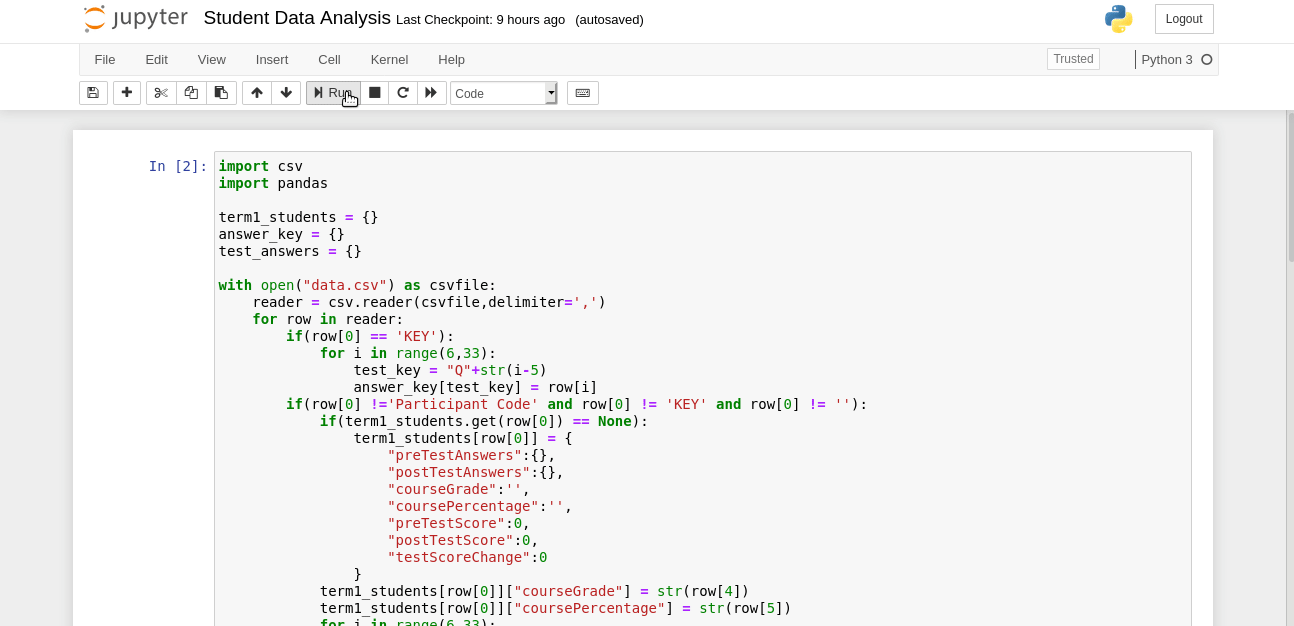 jupyter Student Data Analysis Last Checkpoint: 9 hours ago (autosaved) Logout
File Edit View Insert Cell Kernel Help Trusted Python 3
Run Code
In [2]:
import csv
import pandas

term1_students = {}
answer_key = {}
test_answers = {}

with open("data.csv") as csvfile:
    reader = csv.reader(csvfile,delimiter=',')
    for row in reader:
        if(row[0] == 'KEY'):
            for i in range(6,33):
                test_key = "Q"+str(i-5)
                answer_key[test_key] = row[i]
        if(row[0] !='Participant Code' and row[0] != 'KEY' and row[0] != ''):
            if(term1_students.get(row[0]) == None):
                term1_students[row[0]] = {
                    "preTestAnswers":{},
                    "postTestAnswers":{},
                    "courseGrade":'',
                    "coursePercentage":'',
                    "preTestScore":0,
                    "postTestScore":0,
                    "testScoreChange":0
                }
            term1_students[row[0]]["courseGrade"] = str(row[4])
            term1_students[row[0]]["coursePercentage"] = str(row[5])
            for i in range(6,33):